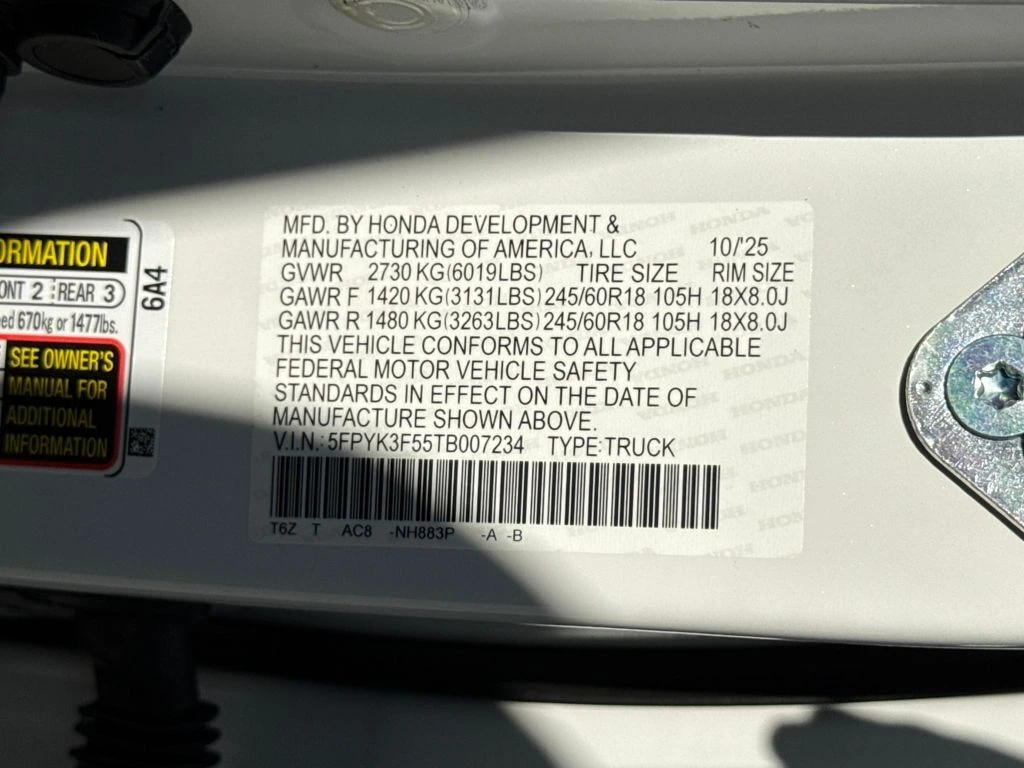 MFD. BY HONDA DEVELOPMENT &
MANUFACTURING OF AMERICA, LLC 10/'25
GVWR 2730 KG(6019LBS) TIRE SIZE RIM SIZE
GAWR F 1420 KG(3131LBS) 245/60R18 105H 18X8.0J
GAWR R 1480 KG(3263LBS) 245/60R18 105H 18X8.0J
THIS VEHICLE CONFORMS TO ALL APPLICABLE
FEDERAL MOTOR VEHICLE SAFETY
STANDARDS IN EFFECT ON THE DATE OF
MANUFACTURE SHOWN ABOVE.
V.I.N.: 5FPYK3F55TB007234 TYPE:TRUCK
T6Z T AC8 -NH883P -A -B
ORMATION
ONT 2 REAR 3
ed 670kg or 1477lbs.
SEE OWNER'S
MANUAL FOR
ADDITIONAL
INFORMATION
6A4
HONDA